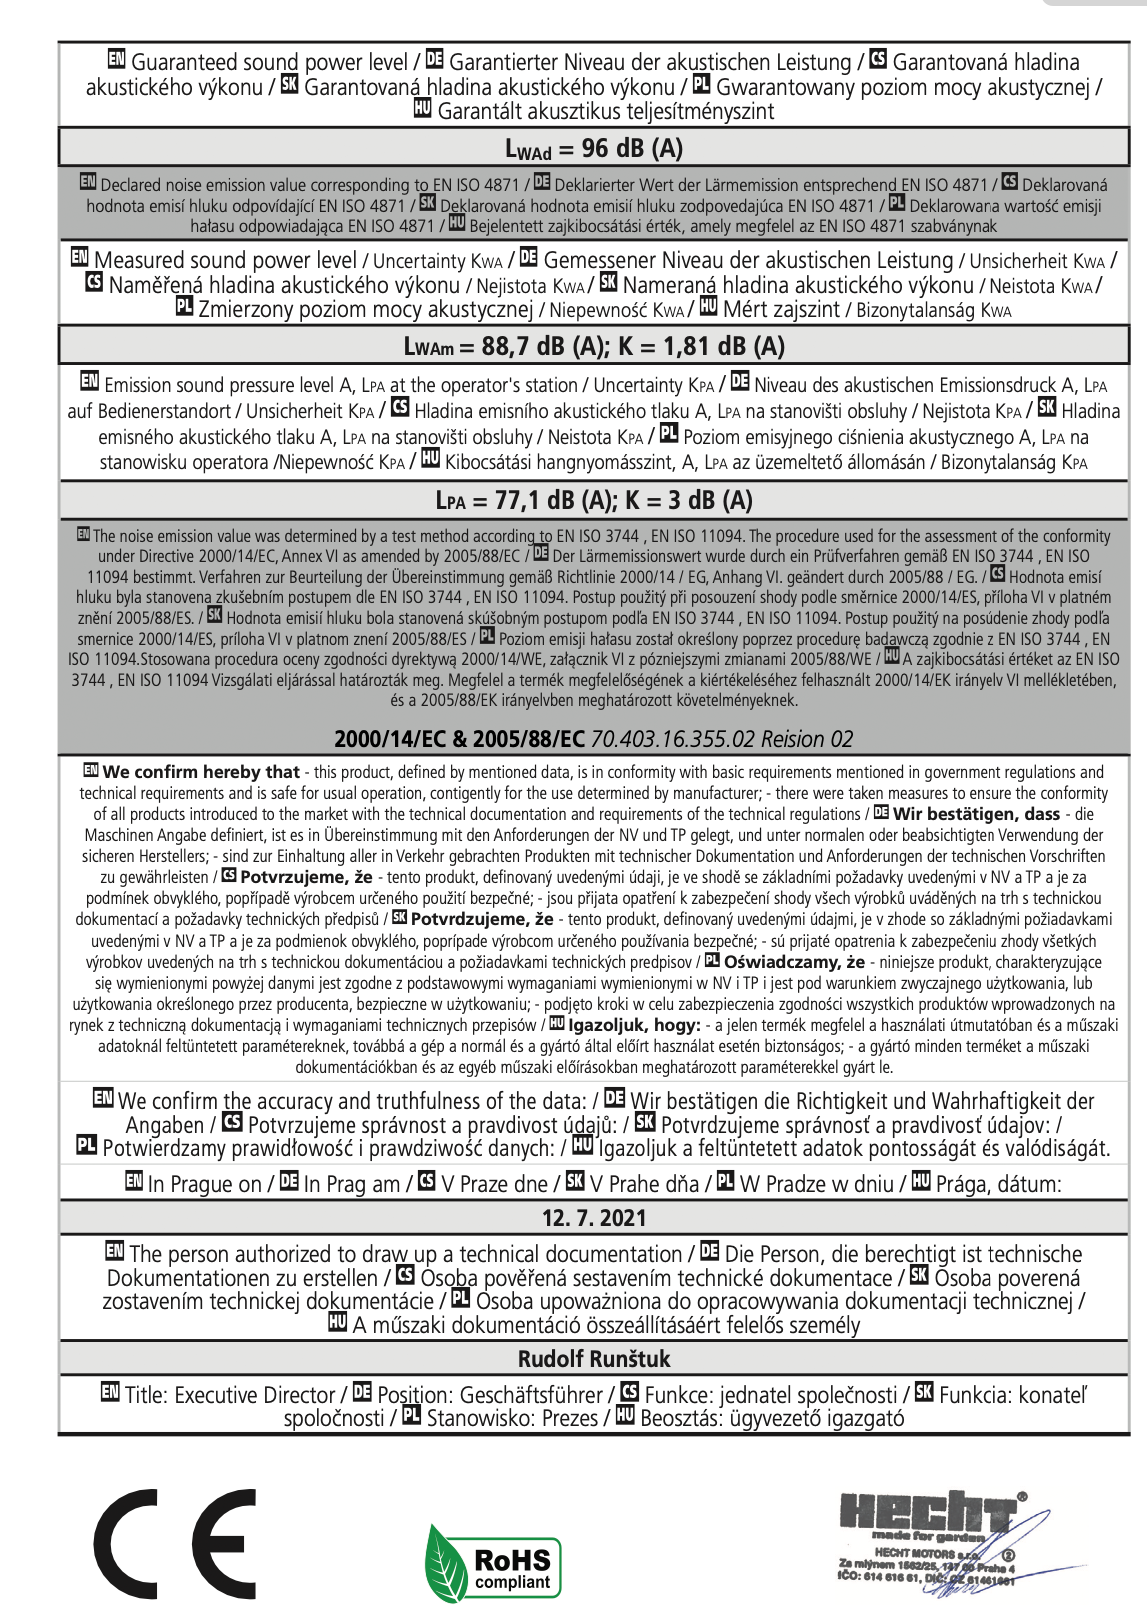 EN Guaranteed sound power level / DE Garantierter Niveau der akustischen Leistung / CS Garantovaná hladina
akustického výkonu / SK Garantovaná hladina akustického výkonu / PL Gwarantowany poziom mocy akustycznej /
HU Garantált akusztikus teljesítményszint
LWAd = 96 dB (A)
EN Declared noise emission value corresponding to EN ISO 4871 / DE Deklarierter Wert der Lärmemission entsprechend EN ISO 4871 / CS Deklarovaná
hodnota emisí hluku odpovídající EN ISO 4871 / SK Deklarovaná hodnota emisií hluku zodpovedajúca EN ISO 4871 / PL Deklarowana wartość emisji
hałasu odpowiadająca EN ISO 4871 / HU Bejelentett zajkibocsátási érték, amely megfelel az EN ISO 4871 szabványnak
EN Measured sound power level / Uncertainty KWA / DE Gemessener Niveau der akustischen Leistung / Unsicherheit KWA /
CS Naměřená hladina akustického výkonu / Nejistota KWA / SK Nameraná hladina akustického výkonu / Neistota KWA /
PL Zmierzony poziom mocy akustycznej / Niepewność KWA / HU Mért zajszint / Bizonytalanság KWA
LWAm = 88,7 dB (A); K = 1,81 dB (A)
EN Emission sound pressure level A, LPA at the operator's station / Uncertainty KPA / DE Niveau des akustischen Emissionsdruck A, LPA
auf Bedienerstandort / Unsicherheit KPA / CS Hladina emisního akustického tlaku A, LPA na stanovišti obsluhy / Nejistota KPA / SK Hladina
emisného akustického tlaku A, LPA na stanovišti obsluhy / Neistota KPA / PL Poziom emisyjnego ciśnienia akustycznego A, LPA na
stanowisku operatora /Niepewność KPA / HU Kibocsátási hangnyomásszint, A, LPA az üzemeltető állomásán / Bizonytalanság KPA
LPA = 77,1 dB (A); K = 3 dB (A)
EN The noise emission value was determined by a test method according to EN ISO 3744 , EN ISO 11094. The procedure used for the assessment of the conformity
under Directive 2000/14/EC, Annex VI as amended by 2005/88/EC / DE Der Lärmemissionswert wurde durch ein Prüfverfahren gemäß EN ISO 3744 , EN ISO
11094 bestimmt. Verfahren zur Beurteilung der Übereinstimmung gemäß Richtlinie 2000/14 / EG, Anhang VI. geändert durch 2005/88 / EG. / CS Hodnota emisí
hluku byla stanovena zkušebním postupem dle EN ISO 3744 , EN ISO 11094. Postup použitý při posouzení shody podle směrnice 2000/14/ES, příloha VI v platném
znění 2005/88/ES. / SK Hodnota emisií hluku bola stanovená skúšobným postupom podľa EN ISO 3744 , EN ISO 11094. Postup použitý na posúdenie zhody podľa
smernice 2000/14/ES, príloha VI v platnom znení 2005/88/ES / PL Poziom emisji hałasu został określony poprzez procedurę badawczą zgodnie z EN ISO 3744 , EN
ISO 11094.Stosowana procedura oceny zgodności dyrektywą 2000/14/WE, załącznik VI z pózniejszymi zmianami 2005/88/WE / HU A zajkibocsátási értéket az EN ISO
3744 , EN ISO 11094 Vizsgálati eljárással határozták meg. Megfelel a termék megfelelőségének a kiértékeléséhez felhasznált 2000/14/EK irányelv VI mellékletében,
és a 2005/88/EK irányelvben meghatározott követelményeknek.
2000/14/EC & 2005/88/EC 70.403.16.355.02 Reision 02
EN We confirm hereby that - this product, defined by mentioned data, is in conformity with basic requirements mentioned in government regulations and
technical requirements and is safe for usual operation, contigently for the use determined by manufacturer; - there were taken measures to ensure the conformity
of all products introduced to the market with the technical documentation and requirements of the technical regulations / DE Wir bestätigen, dass - die
Maschinen Angabe definiert, ist es in Übereinstimmung mit den Anforderungen der NV und TP gelegt, und unter normalen oder beabsichtigten Verwendung der
sicheren Herstellers; - sind zur Einhaltung aller in Verkehr gebrachten Produkten mit technischer Dokumentation und Anforderungen der technischen Vorschriften
zu gewährleisten / CS Potvrzujeme, že - tento produkt, definovaný uvedenými údaji, je ve shodě se základními požadavky uvedenými v NV a TP a je za
podmínek obvyklého, popřípadě výrobcem určeného použití bezpečné; - jsou přijata opatření k zabezpečení shody všech výrobků uváděných na trh s technickou
dokumentací a požadavky technických předpisů / SK Potvrdzujeme, že - tento produkt, definovaný uvedenými údajmi, je v zhode so základnými požiadavkami
uvedenými v NV a TP a je za podmienok obvyklého, poprípade výrobcom určeného používania bezpečné; - sú prijaté opatrenia k zabezpečeniu zhody všetkých
výrobkov uvedených na trh s technickou dokumentáciou a požiadavkami technických predpisov / PL Oświadczamy, że - niniejsze produkt, charakteryzujące
się wymienionymi powyżej danymi jest zgodne z podstawowymi wymaganiami wymienionymi w NV i TP i jest pod warunkiem zwyczajnego użytkowania, lub
użytkowania określonego przez producenta, bezpieczne w użytkowaniu; - podjęto kroki w celu zabezpieczenia zgodności wszystkich produktów wprowadzonych na
rynek z techniczną dokumentacją i wymaganiami technicznych przepisów / HU Igazoljuk, hogy: - a jelen termék megfelel a használati útmutatóban és a műszaki
adatoknál feltüntetett paramétereknek, továbbá a gép a normál és a gyártó által előírt használat esetén biztonságos; - a gyártó minden terméket a műszaki
dokumentációkban és az egyéb műszaki előírásokban meghatározott paraméterekkel gyárt le.
EN We confirm the accuracy and truthfulness of the data: / DE Wir bestätigen die Richtigkeit und Wahrhaftigkeit der
Angaben / CS Potvrzujeme správnost a pravdivost údajů: / SK Potvrdzujeme správnosť a pravdivosť údajov: /
PL Potwierdzamy prawidłowość i prawdziwość danych: / HU Igazoljuk a feltüntetett adatok pontosságát és valódiságát.
EN In Prague on / DE In Prag am / CS V Praze dne / SK V Prahe dňa / PL W Pradze w dniu / HU Prága, dátum:
12. 7. 2021
EN The person authorized to draw up a technical documentation / DE Die Person, die berechtigt ist technische
Dokumentationen zu erstellen / CS Osoba pověřená sestavením technické dokumentace / SK Osoba poverená
zostavením technickej dokumentácie / PL Osoba upoważniona do opracowywania dokumentacji technicznej /
HU A műszaki dokumentáció összeállításáért felelős személy
Rudolf Runštuk
EN Title: Executive Director / DE Position: Geschäftsführer / CS Funkce: jednatel společnosti / SK Funkcia: konateľ
spoločnosti / PL Stanowisko: Prezes / HU Beosztás: ügyvezető igazgató
CE
RoHS
compliant
HECHT®
made for garden
HECHT MOTORS s.r.o. 2
Za mlýnem 1562/25, 147 00 Praha 4
IČO: 614 616 61, DIČ: CZ 61461661